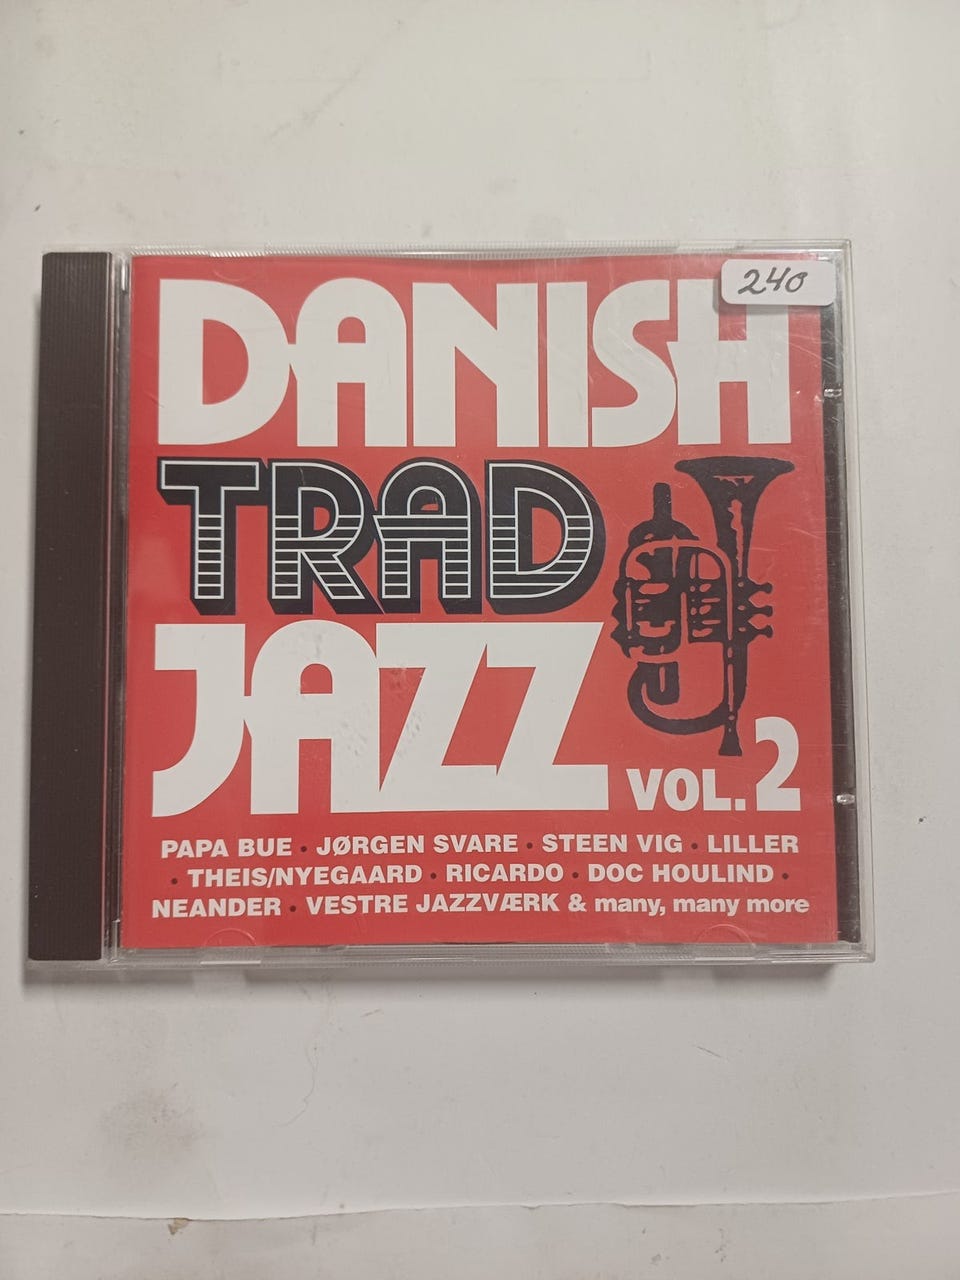 240
DANISH
TRAD
JAZZ
VOL.2
PAPA BUE • JØRGEN SVARE • STEEN VIG • LILLER
• THEIS/NYEGAARD • RICARDO • DOC HOULIND •
NEANDER • VESTRE JAZZVÆRK & many, many more